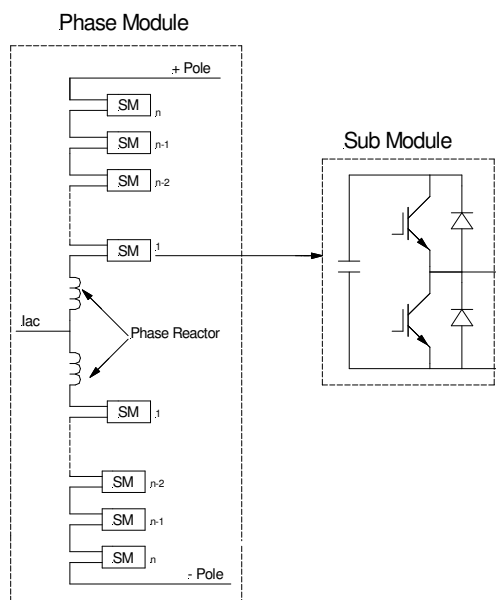 Phase Module
+ Pole
SM n
SM n-1
SM n-2
Sub Module
SM 1
Iac
Phase Reactor
SM 1
SM n-2
SM n-1
SM n
- Pole